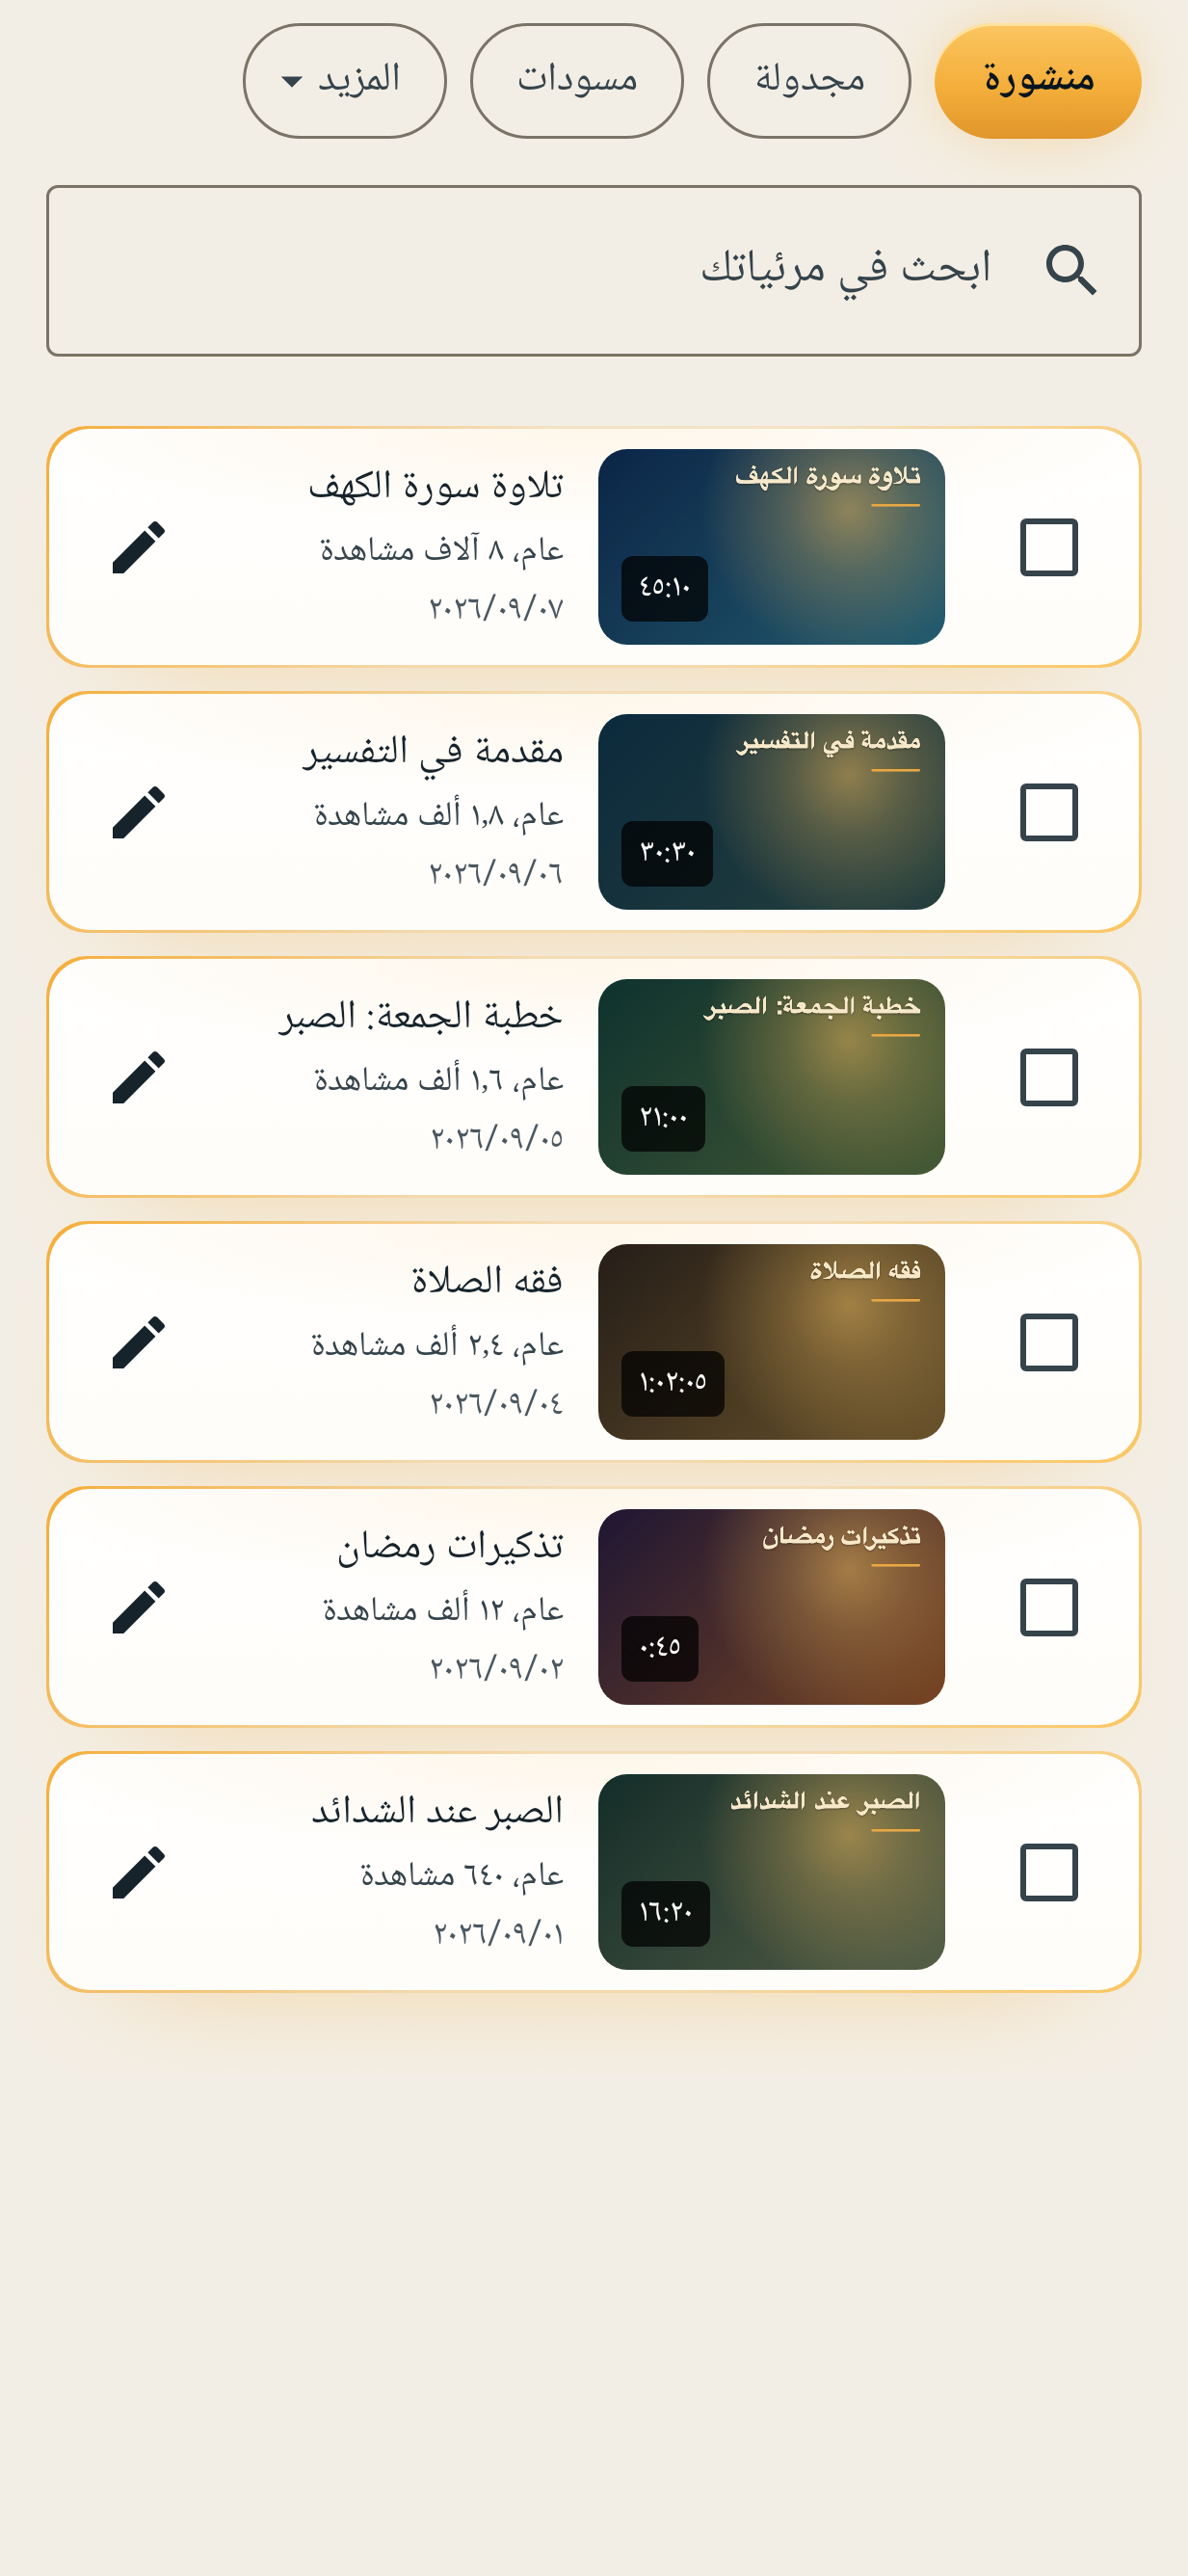 منشورة
مجدولة
مسودات
المزيد
ابحث في مرئياتك
تلاوة سورة الكهف
٤٥:١٠
تلاوة سورة الكهف
عام، ٨ آلاف مشاهدة
٢٠٢٦/٠٩/٠٧
مقدمة في التفسير
٣٠:٣٠
مقدمة في التفسير
عام، ١٫٨ ألف مشاهدة
٢٠٢٦/٠٩/٠٦
خطبة الجمعة: الصبر
٢١:٠٠
خطبة الجمعة: الصبر
عام، ١٫٦ ألف مشاهدة
٢٠٢٦/٠٩/٠٥
فقه الصلاة
١:٠٢:٠٥
فقه الصلاة
عام، ٢٫٤ ألف مشاهدة
٢٠٢٦/٠٩/٠٤
تذكيرات رمضان
٠:٤٥
تذكيرات رمضان
عام، ١٢ ألف مشاهدة
٢٠٢٦/٠٩/٠٢
الصبر عند الشدائد
١٦:٢٠
الصبر عند الشدائد
عام، ٦٤٠ مشاهدة
٢٠٢٦/٠٩/٠١